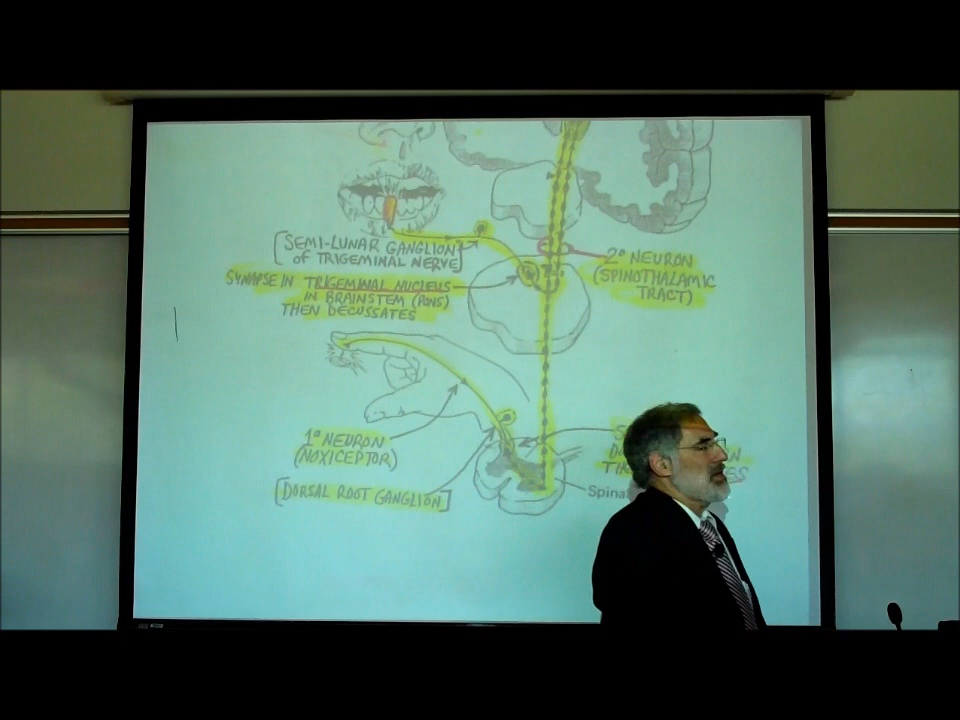 [SEMI-LUNAR GANGLION
OF TRIGEMINAL NERVE]
SYNAPSE IN TRIGEMINAL NUCLEUS
IN BRAINSTEM (PONS)
THEN DECUSSATES
2° NEURON
(SPINOTHALAMIC
TRACT)
1° NEURON
(NOXICEPTOR)
[DORSAL ROOT GANGLION]